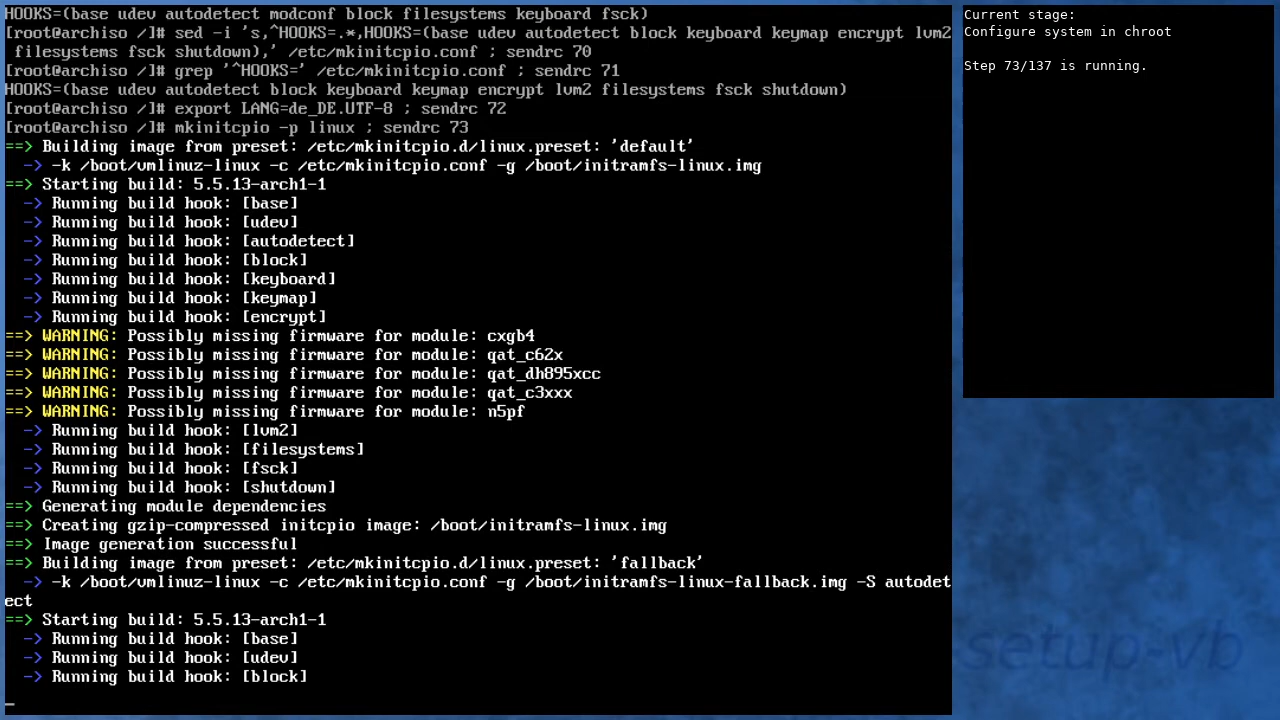 HOOKS=(base udev autodetect modconf block filesystems keyboard fsck)
[root@archiso /]# sed -i 's,^HOOKS=.*,HOOKS=(base udev autodetect block keyboard keymap encrypt lvm2
 filesystems fsck shutdown),' /etc/mkinitcpio.conf ; sendrc 70
[root@archiso /]# grep '^HOOKS=' /etc/mkinitcpio.conf ; sendrc 71
HOOKS=(base udev autodetect block keyboard keymap encrypt lvm2 filesystems fsck shutdown)
[root@archiso /]# export LANG=de_DE.UTF-8 ; sendrc 72
[root@archiso /]# mkinitcpio -p linux ; sendrc 73
==> Building image from preset: /etc/mkinitcpio.d/linux.preset: 'default'
  -> -k /boot/vmlinuz-linux -c /etc/mkinitcpio.conf -g /boot/initramfs-linux.img
==> Starting build: 5.5.13-arch1-1
  -> Running build hook: [base]
  -> Running build hook: [udev]
  -> Running build hook: [autodetect]
  -> Running build hook: [block]
  -> Running build hook: [keyboard]
  -> Running build hook: [keymap]
  -> Running build hook: [encrypt]
==> WARNING: Possibly missing firmware for module: cxgb4
==> WARNING: Possibly missing firmware for module: qat_c62x
==> WARNING: Possibly missing firmware for module: qat_dh895xcc
==> WARNING: Possibly missing firmware for module: qat_c3xxx
==> WARNING: Possibly missing firmware for module: n5pf
  -> Running build hook: [lvm2]
  -> Running build hook: [filesystems]
  -> Running build hook: [fsck]
  -> Running build hook: [shutdown]
==> Generating module dependencies
==> Creating gzip-compressed initcpio image: /boot/initramfs-linux.img
==> Image generation successful
==> Building image from preset: /etc/mkinitcpio.d/linux.preset: 'fallback'
  -> -k /boot/vmlinuz-linux -c /etc/mkinitcpio.conf -g /boot/initramfs-linux-fallback.img -S autodet
ect
==> Starting build: 5.5.13-arch1-1
  -> Running build hook: [base]
  -> Running build hook: [udev]
  -> Running build hook: [block]
_
Current stage:
Configure system in chroot
Step 73/137 is running.
setup-vb